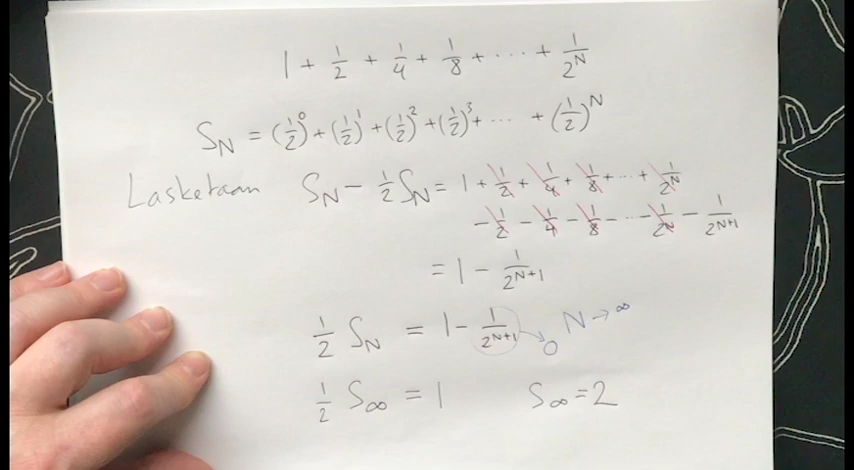 1 + 1/2 + 1/4 + 1/8 + ... + 1/2^N
S_N = (1/2)^0 + (1/2)^1 + (1/2)^2 + (1/2)^3 + ... + (1/2)^N
Lasketaan S_N - 1/2 S_N = 1 + 1/2 + 1/4 + 1/8 + ... + 1/2^N
- 1/2 - 1/4 - 1/8 - ... - 1/2^N - 1/2^(N+1)
= 1 - 1/2^(N+1)
1/2 S_N = 1 - 1/2^(N+1) → 0 N → ∞
1/2 S_∞ = 1 S_∞ = 2